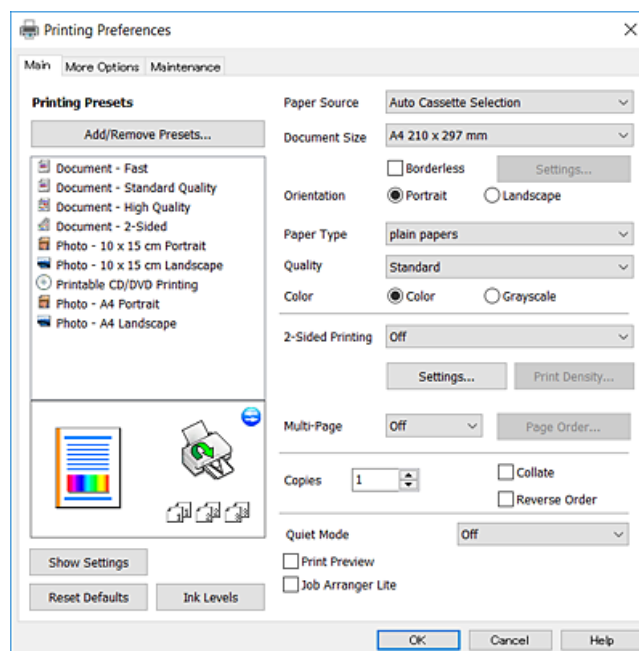 Printing Preferences
Main More Options Maintenance
Printing Presets
Add/Remove Presets...
Document - Fast
Document - Standard Quality
Document - High Quality
Document - 2-Sided
Photo - 10 x 15 cm Portrait
Photo - 10 x 15 cm Landscape
Printable CD/DVD Printing
Photo - A4 Portrait
Photo - A4 Landscape
Show Settings
Reset Defaults Ink Levels
Paper Source Auto Cassette Selection
Document Size A4 210 x 297 mm
Borderless Settings...
Orientation Portrait Landscape
Paper Type plain papers
Quality Standard
Color Color Grayscale
2-Sided Printing Off
Settings... Print Density...
Multi-Page Off Page Order...
Copies 1 Collate
Reverse Order
Quiet Mode Off
Print Preview
Job Arranger Lite
OK Cancel Help